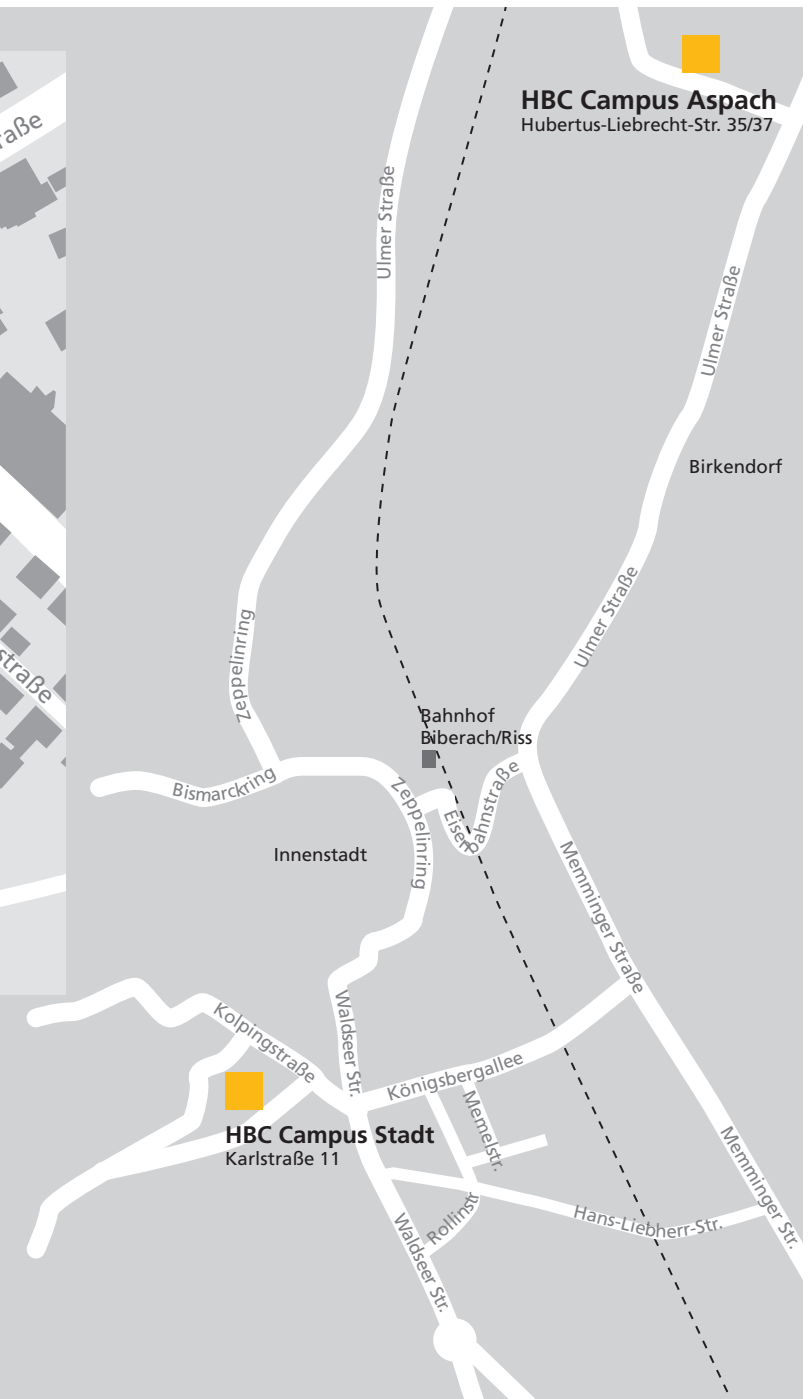 HBC Campus Aspach
Hubertus-Liebrecht-Str. 35/37
raße
Ulmer Straße
Ulmer Straße
Birkendorf
Ulmer Straße
Zeppelinring
straße
Bahnhof
Biberach/Riss
Bismarckring
Zeppelinring
Eisenbahnstraße
Innenstadt
Memminger Straße
Waldseer Str.
Kolpingstraße
Königsbergallee
Memelstr.
HBC Campus Stadt
Karlstraße 11
Memminger Str.
Rollinstr
Hans-Liebherr-Str.
Waldseer Str.